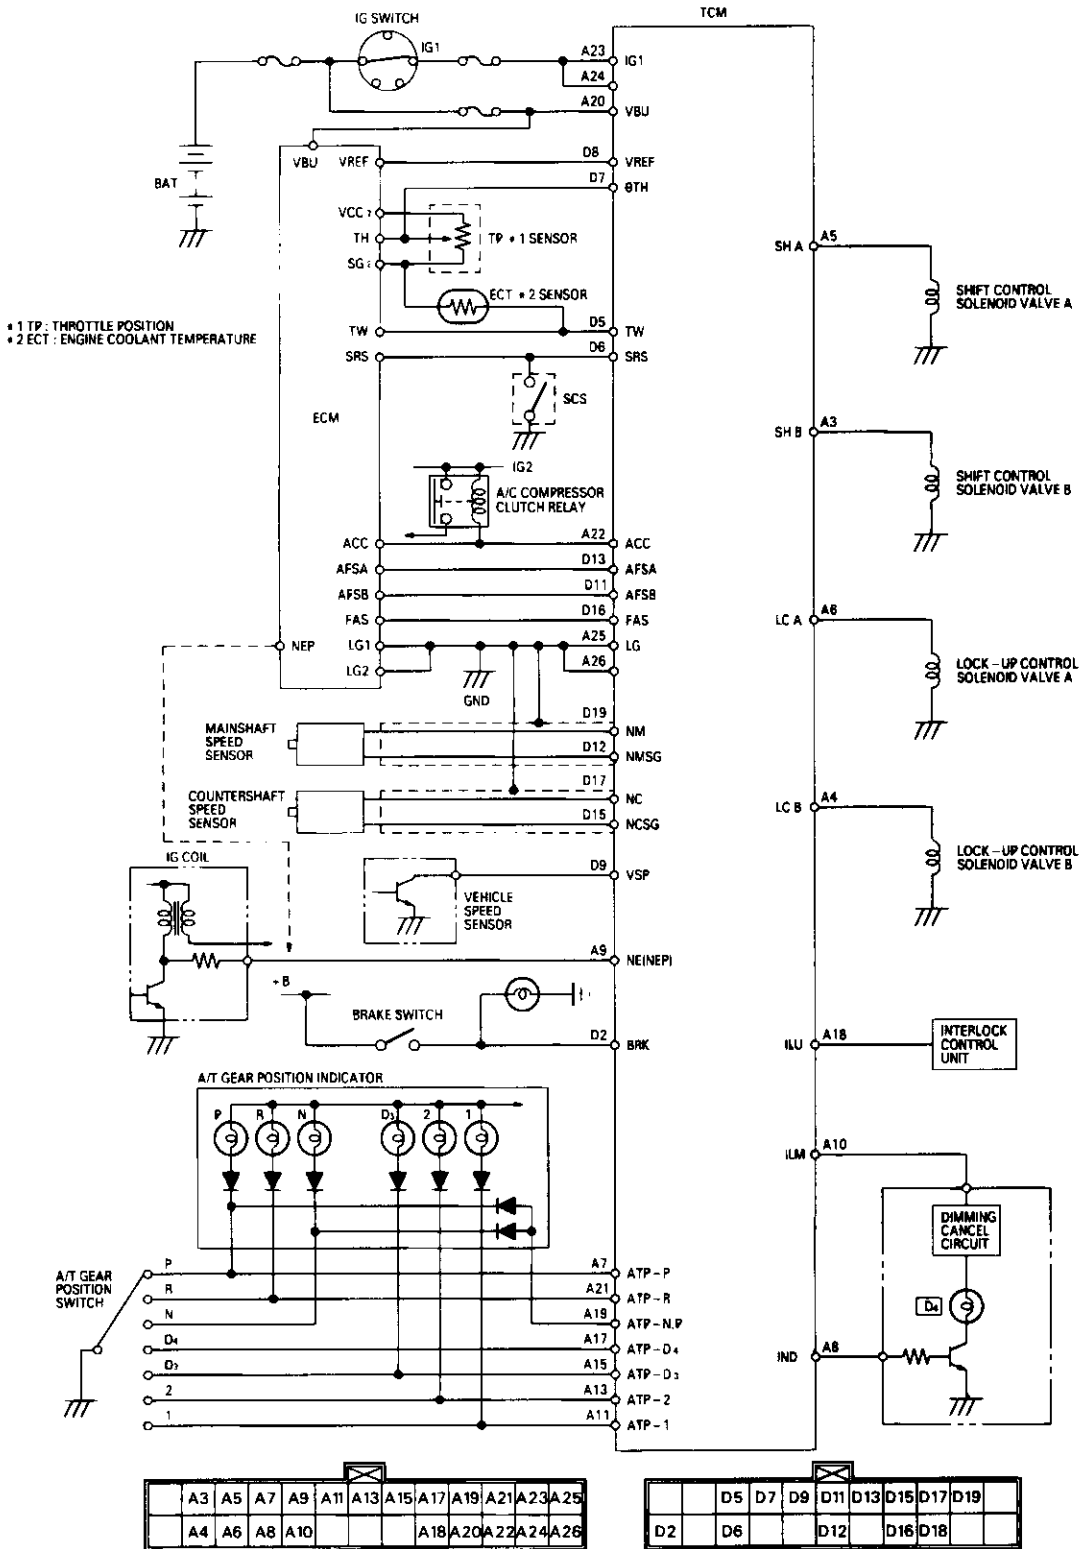 IG SWITCH
TCM
IG1
A23
IG1
A24
A20
VBU
VBU
VREF
D8
VREF
D7
θTH
BAT
VCC 2
TH
TP *1 SENSOR
SG 2
ECT *2 SENSOR
* 1 TP : THROTTLE POSITION
* 2 ECT : ENGINE COOLANT TEMPERATURE
TW
D5
TW
SRS
D6
SRS
SCS
ECM
IG2
A/C COMPRESSOR
CLUTCH RELAY
ACC
A22
ACC
AFSA
D13
AFSA
AFSB
D11
AFSB
FAS
D16
FAS
NEP
LG1
A25
LG
LG2
A26
GND
MAINSHAFT
SPEED
SENSOR
D19
NM
D12
NMSG
COUNTERSHAFT
SPEED
SENSOR
D17
NC
D15
NCSG
IG COIL
D9
VSP
VEHICLE
SPEED
SENSOR
A9
NE(NEP)
+B
BRAKE SWITCH
D2
BRK
SH A
A5
SHIFT CONTROL
SOLENOID VALVE A
SH B
A3
SHIFT CONTROL
SOLENOID VALVE B
LC A
A6
LOCK-UP CONTROL
SOLENOID VALVE A
LC B
A4
LOCK-UP CONTROL
SOLENOID VALVE B
ILU
A18
INTERLOCK
CONTROL
UNIT
A/T GEAR POSITION INDICATOR
P R N D3 2 1
ILM
A10
DIMMING
CANCEL
CIRCUIT
D4
IND
A8
A/T GEAR
POSITION
SWITCH
P
A7
ATP-P
R
A21
ATP-R
N
A19
ATP-N.P
D4
A17
ATP-D4
D3
A15
ATP-D3
2
A13
ATP-2
1
A11
ATP-1
A3 A5 A7 A9 A11 A13 A15 A17 A19 A21 A23 A25
A4 A6 A8 A10 A18 A20 A22 A24 A26
D5 D7 D9 D11 D13 D15 D17 D19
D2 D6 D12 D16 D18